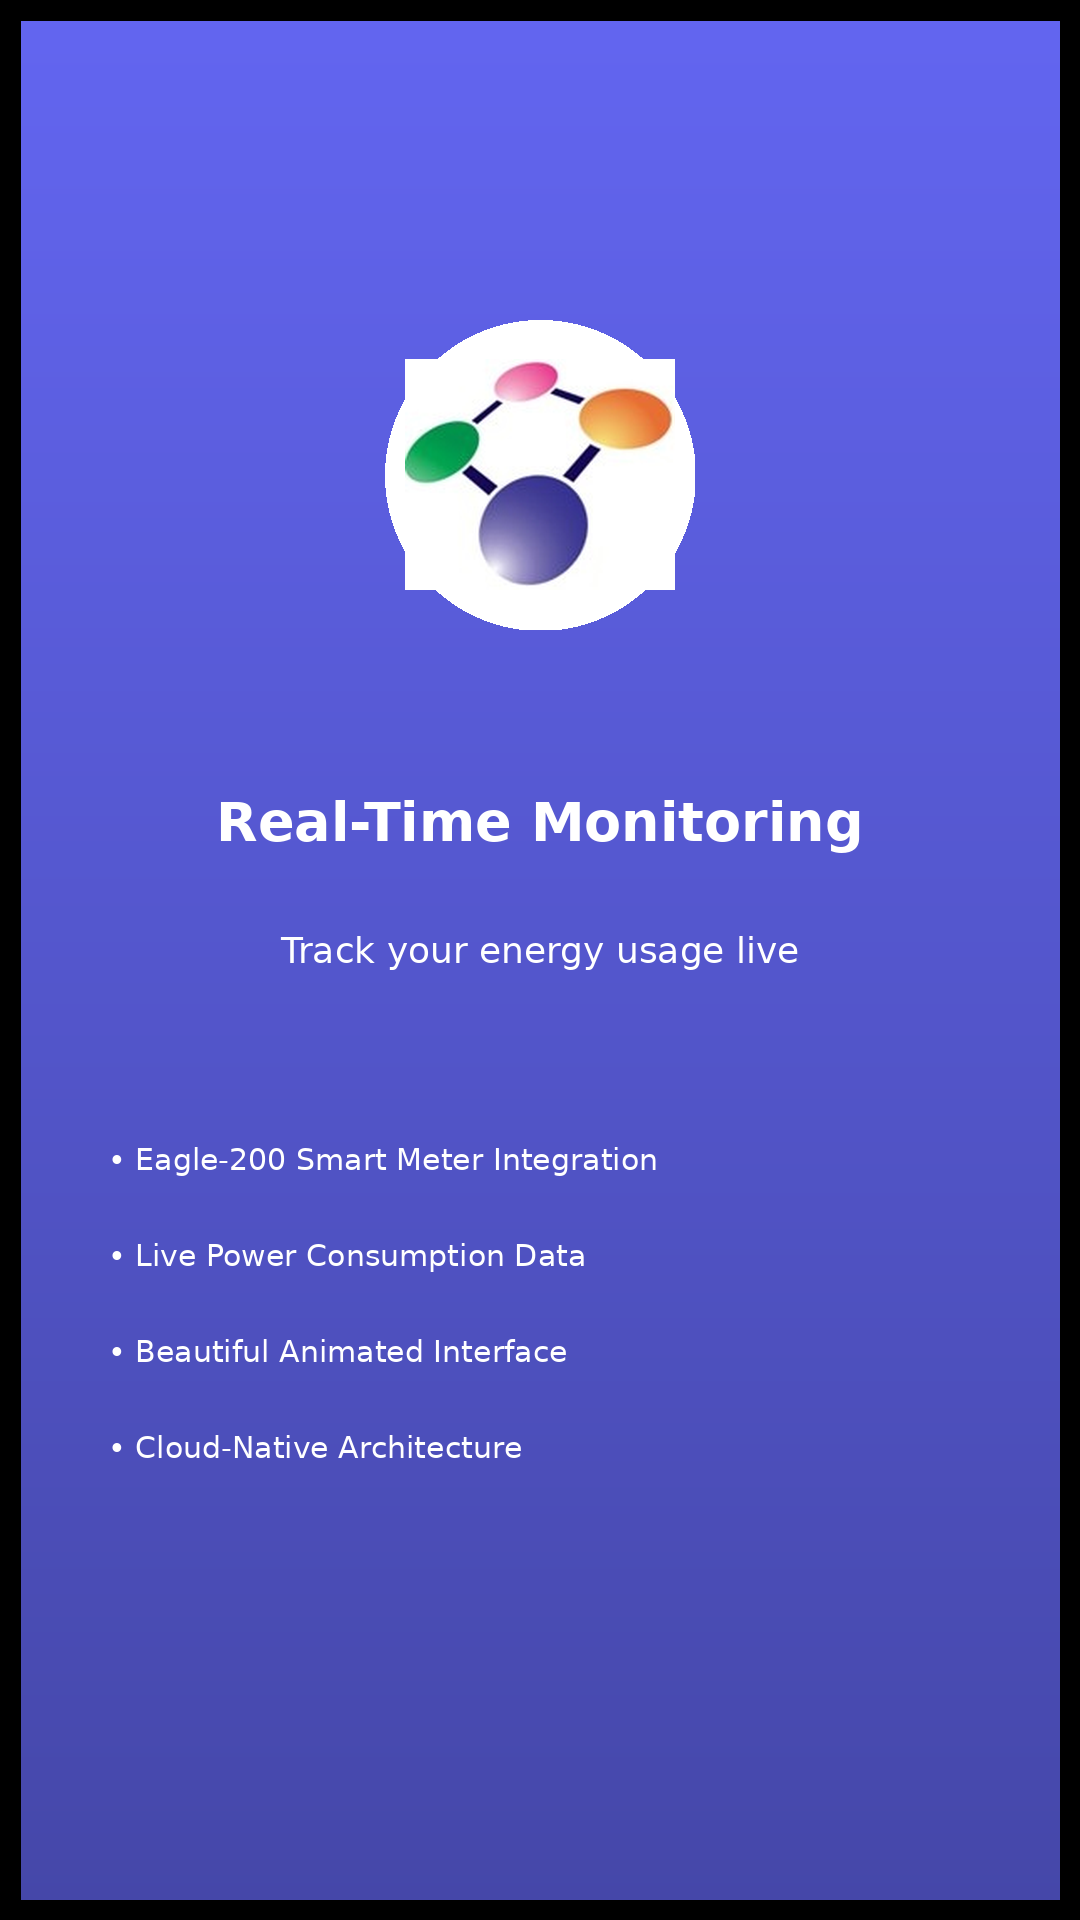 Real-Time Monitoring
Track your energy usage live
• Eagle-200 Smart Meter Integration
• Live Power Consumption Data
• Beautiful Animated Interface
• Cloud-Native Architecture